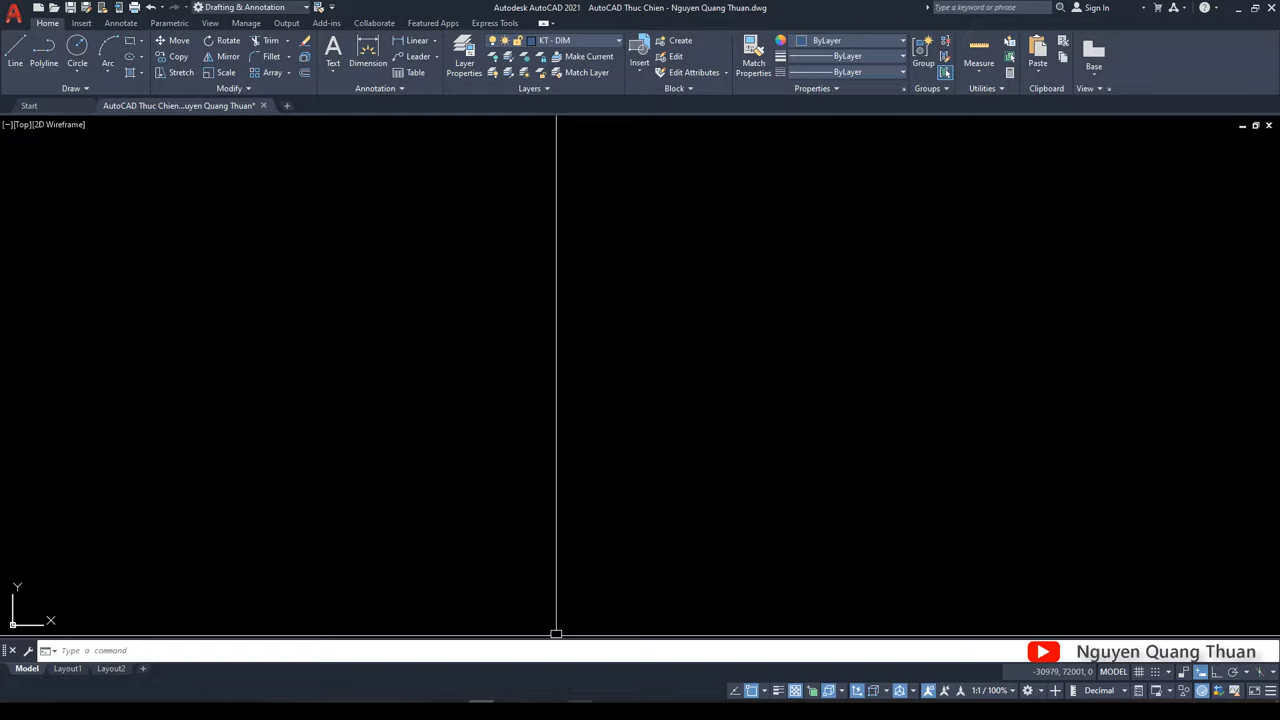 Autodesk AutoCAD 2021 AutoCAD Thuc Chien - Nguyen Quang Thuan.dwg
Drafting & Annotation
Type a keyword or phrase
Sign In
Home Insert Annotate Parametric View Manage Output Add-ins Collaborate Featured Apps Express Tools
Line Polyline Circle Arc
Move Rotate Trim
Copy Mirror Fillet
Stretch Scale Array
Text Dimension
Linear
Leader
Table
Layer Properties
KT - DIM
Make Current
Match Layer
Insert
Create
Edit
Edit Attributes
Match Properties
ByLayer
ByLayer
ByLayer
Group
Measure
Paste
Base
Draw Modify Annotation Layers Block Properties Groups Utilities Clipboard View
Start
AutoCAD Thuc Chien...uyen Quang Thuan*
[−][Top][2D Wireframe]
Y
X
Type a command
Nguyen Quang Thuan
Model Layout1 Layout2
-30979, 72001, 0 MODEL
1:1 / 100%
Decimal